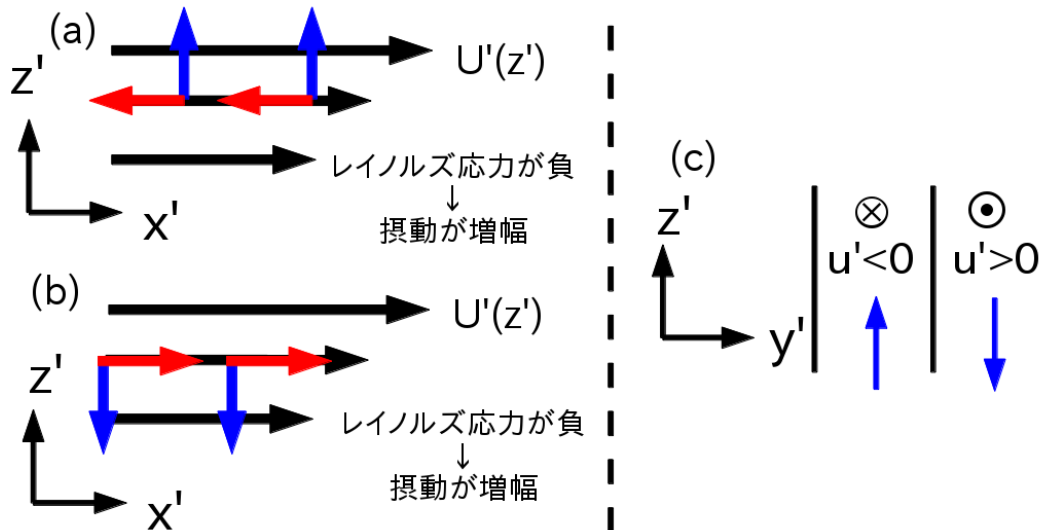 (a)
U'(z')
z'
レイノルズ応力が負
↓
摂動が増幅
x'
(b)
U'(z')
z'
レイノルズ応力が負
↓
摂動が増幅
x'
(c)
z'
u'<0
u'>0
y'